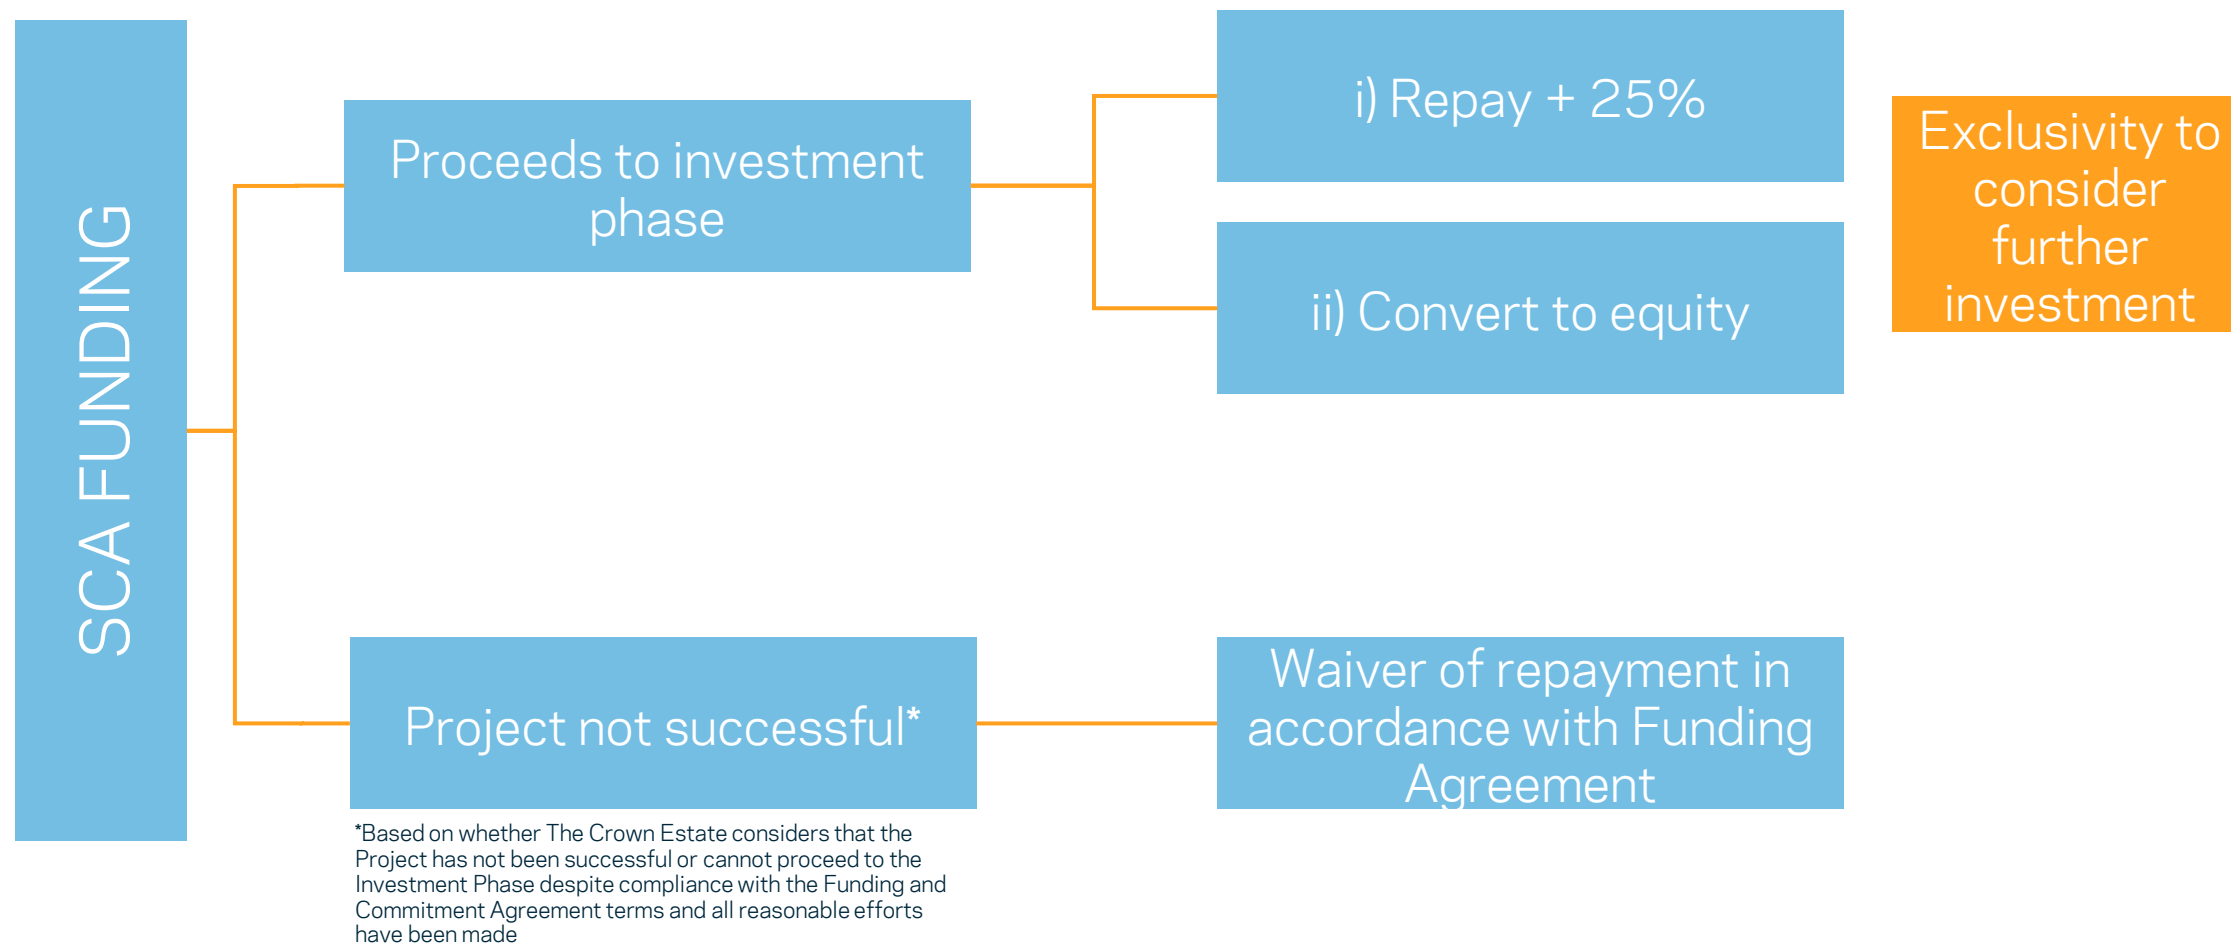 SCA FUNDING
Proceeds to investment
phase
i) Repay + 25%
ii) Convert to equity
Exclusivity to
consider
further
investment
Project not successful*
Waiver of repayment in
accordance with Funding
Agreement
*Based on whether The Crown Estate considers that the
Project has not been successful or cannot proceed to the
Investment Phase despite compliance with the Funding and
Commitment Agreement terms and all reasonable efforts
have been made